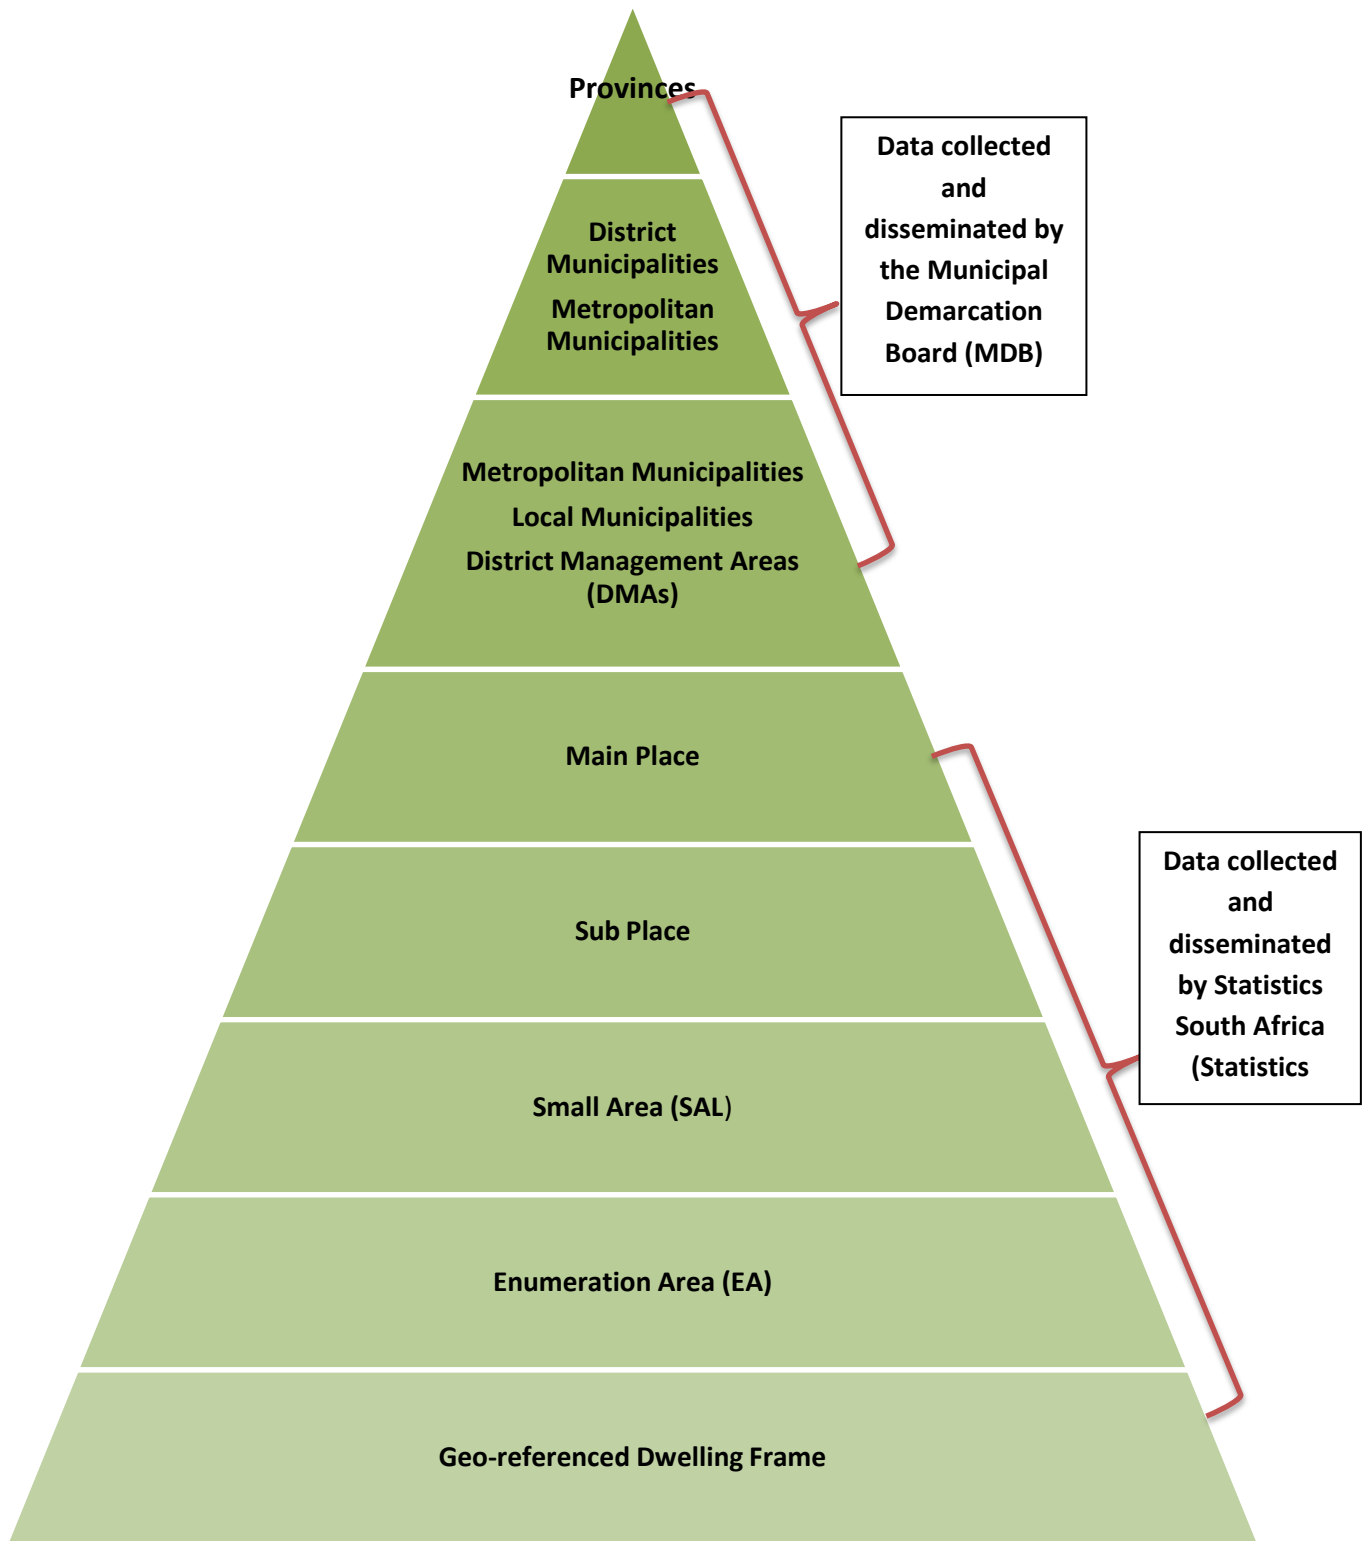 Provinces
Data collected
and
disseminated by
the Municipal
Demarcation
Board (MDB)
District
Municipalities
Metropolitan
Municipalities
Metropolitan Municipalities
Local Municipalities
District Management Areas
(DMAs)
Main Place
Data collected
and
disseminated
by Statistics
South Africa
(Statistics
Sub Place
Small Area (SAL)
Enumeration Area (EA)
Geo-referenced Dwelling Frame